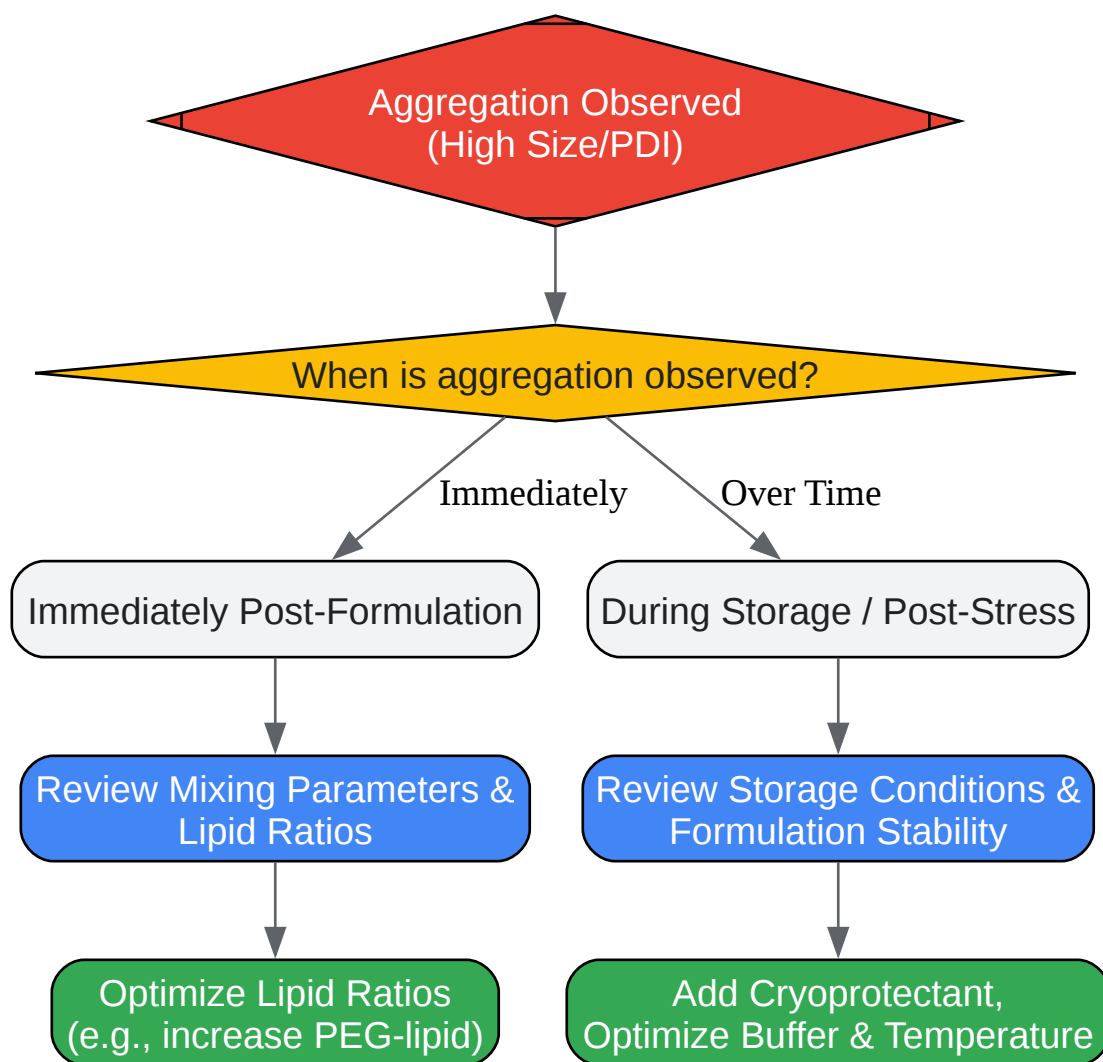 Aggregation Observed
(High Size/PDI)
When is aggregation observed?
Immediately
Over Time
Immediately Post-Formulation
During Storage / Post-Stress
Review Mixing Parameters &
Lipid Ratios
Review Storage Conditions &
Formulation Stability
Optimize Lipid Ratios
(e.g., increase PEG-lipid)
Add Cryoprotectant,
Optimize Buffer & Temperature